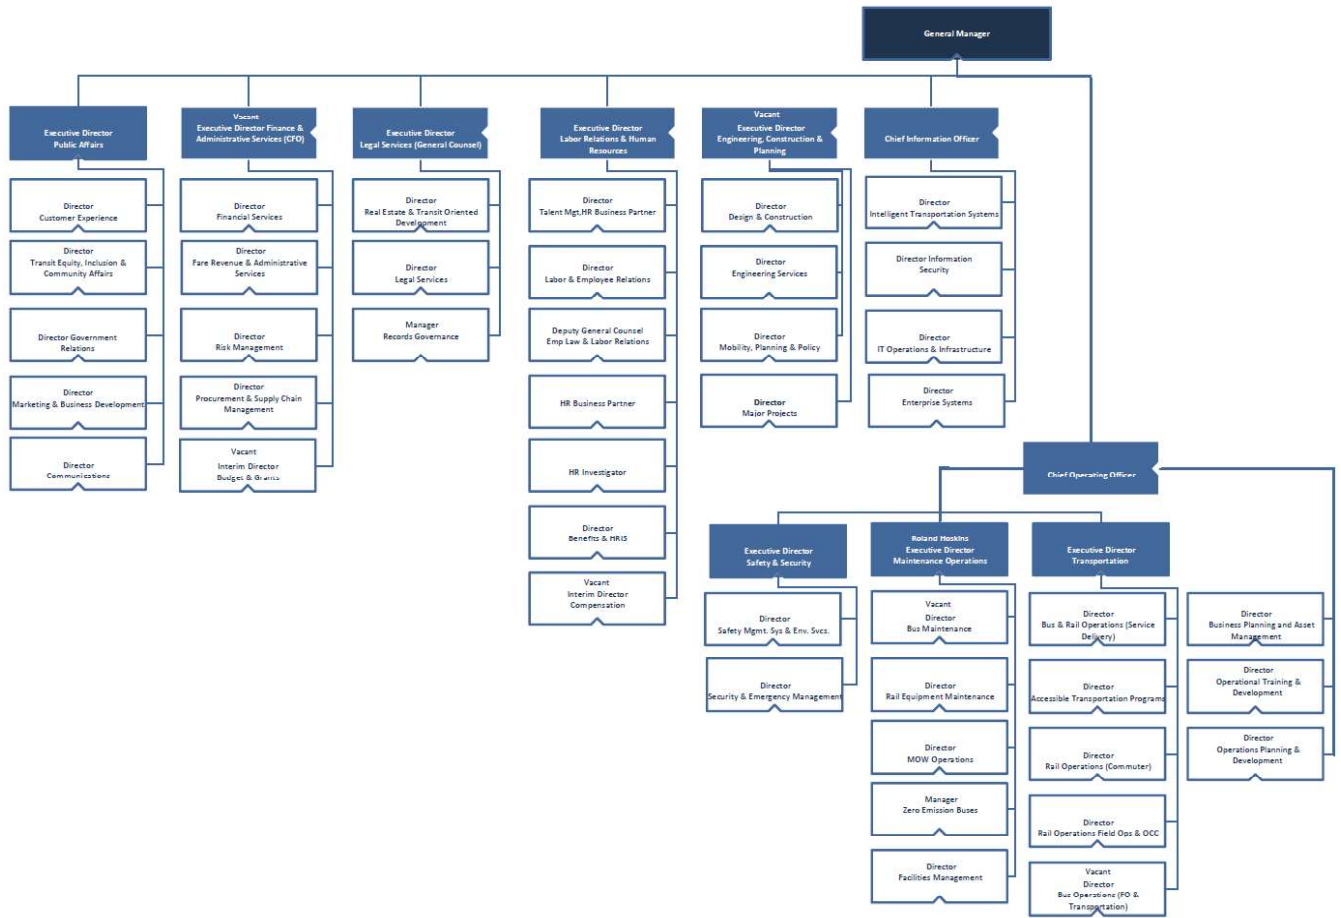 General Manager
Executive Director
Public Affairs
Vacant
Executive Director Finance &
Administrative Services (CFO)
Executive Director
Legal Services (General Counsel)
Executive Director
Labor Relations & Human
Resources
Vacant
Executive Director
Engineering, Construction &
Planning
Chief Information Officer
Director
Customer Experience
Director
Transit Equity, Inclusion &
Community Affairs
Director Government
Relations
Director
Marketing & Business Development
Director
Communications
Director
Financial Services
Director
Fare Revenue & Administrative
Services
Director
Risk Management
Director
Procurement & Supply Chain
Management
Vacant
Interim Director
Budget & Grants
Director
Real Estate & Transit Oriented
Development
Director
Legal Services
Manager
Records Governance
Director
Talent Mgt,HR Business Partner
Director
Labor & Employee Relations
Deputy General Counsel
Emp Law & Labor Relations
HR Business Partner
HR Investigator
Director
Benefits & HRIS
Vacant
Interim Director
Compensation
Director
Design & Construction
Director
Engineering Services
Director
Mobility, Planning & Policy
Director
Major Projects
Director
Intelligent Transportation Systems
Director Information
Security
Director
IT Operations & Infrastructure
Director
Enterprise Systems
Chief Operating Officer
Executive Director
Safety & Security
Roland Hoskins
Executive Director
Maintenance Operations
Executive Director
Transportation
Director
Safety Mgmt. Sys & Env. Svcs.
Director
Security & Emergency Management
Vacant
Director
Bus Maintenance
Director
Rail Equipment Maintenance
Director
MOW Operations
Manager
Zero Emission Buses
Director
Facilities Management
Director
Bus & Rail Operations (Service
Delivery)
Director
Accessible Transportation Programs
Director
Rail Operations (Commuter)
Director
Rail Operations Field Ops & OCC
Vacant
Director
Bus Operations (FO &
Transportation)
Director
Business Planning and Asset
Management
Director
Operational Training &
Development
Director
Operations Planning &
Development